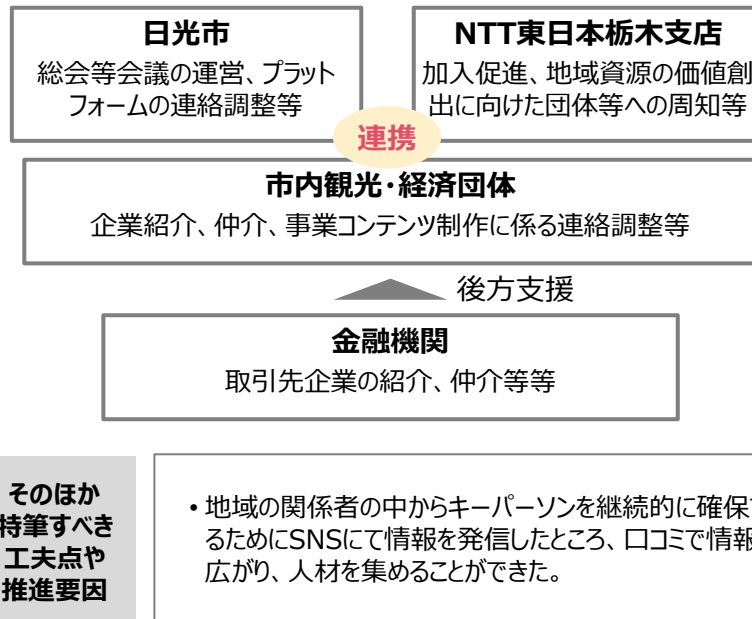 日光市
総会等会議の運営、プラット
フォームの連絡調整等
NTT東日本栃木支店
加入促進、地域資源の価値創
出に向けた団体等への周知等
連携
市内観光・経済団体
企業紹介、仲介、事業コンテンツ制作に係る連絡調整等
後方支援
金融機関
取引先企業の紹介、仲介等等
そのほか
特筆すべき
工夫点や
推進要因
• 地域の関係者の中からキーパーソンを継続的に確保
るためにSNSにて情報を発信したところ、口コミで情報
広がり、人材を集めることができた。